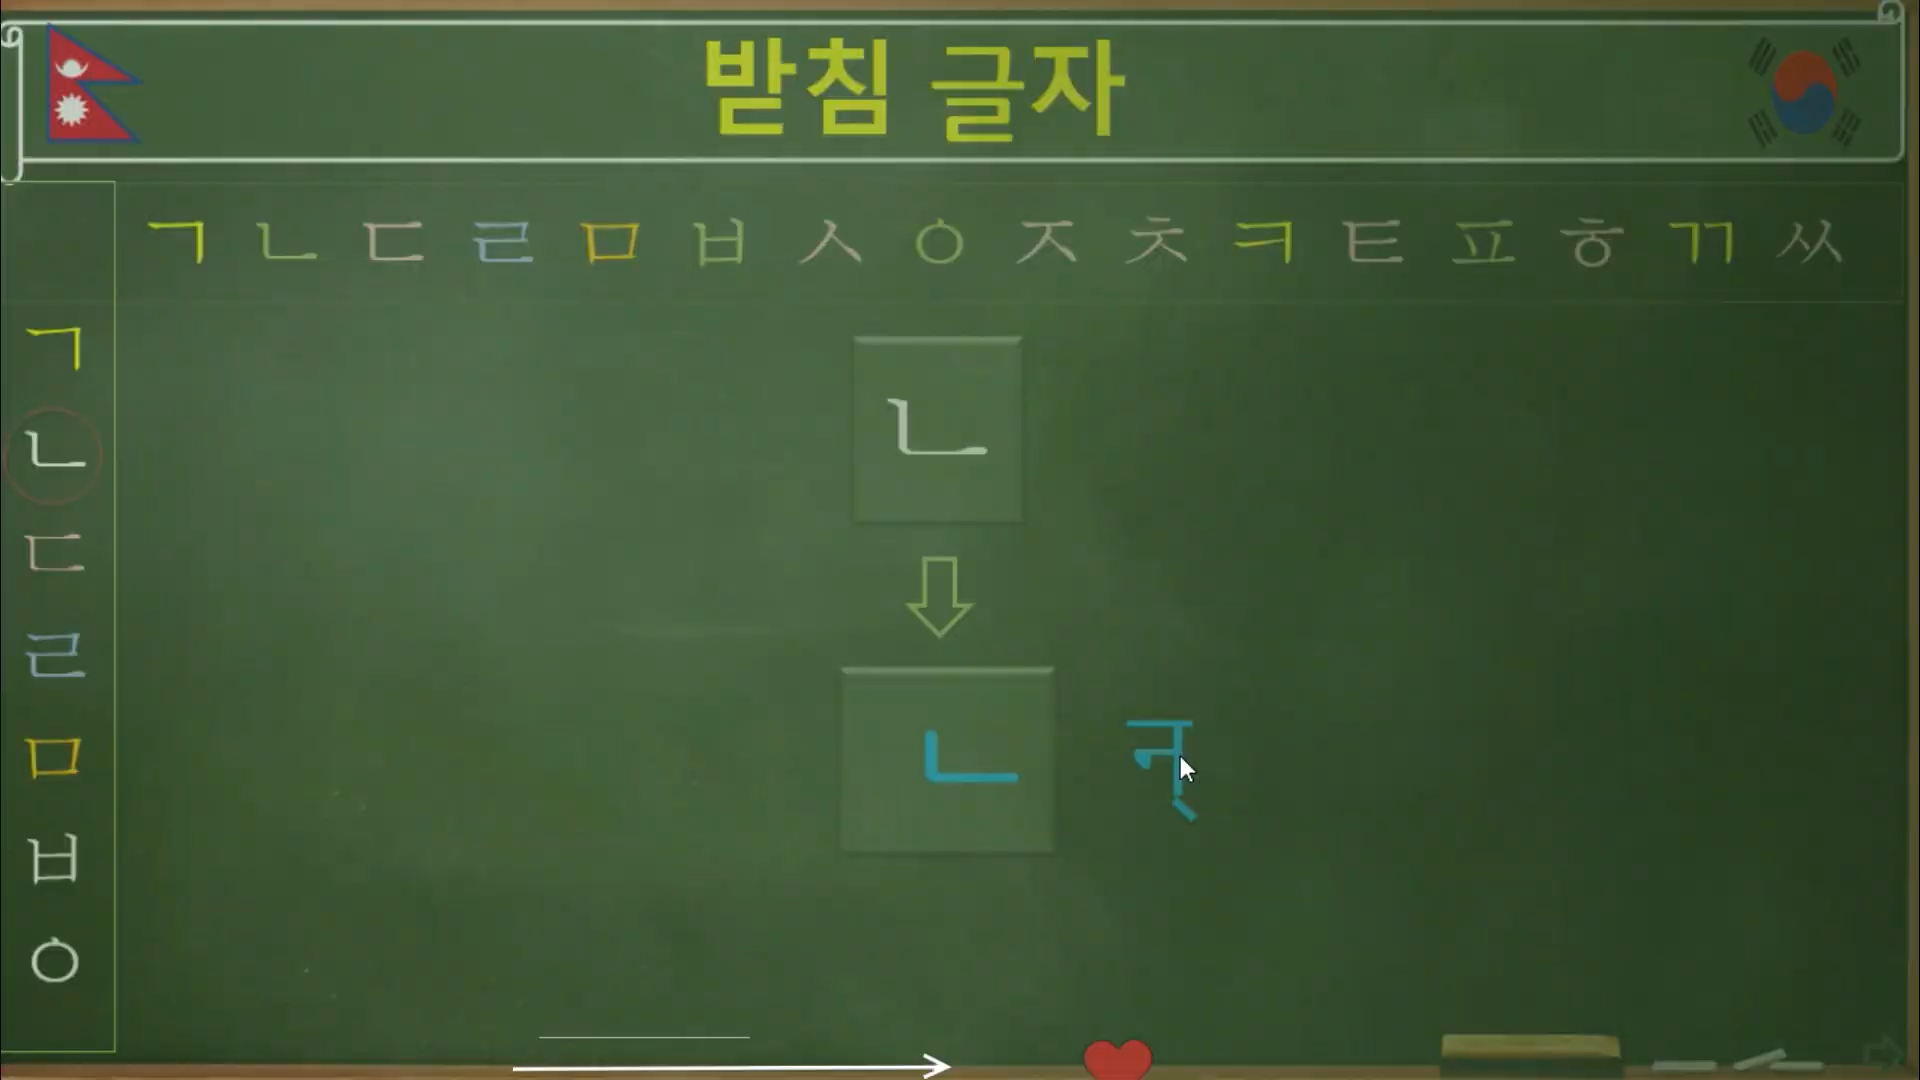 받침 글자
ㄱ ㄴ ㄷ ㄹ ㅁ ㅂ ㅅ ㅇ ㅈ ㅊ ㅋ ㅌ ㅍ ㅎ ㄲ ㅆ
ㄱ
ㄴ
ㄷ
ㄹ
ㅁ
ㅂ
ㅇ
ㄴ
ㄴ न्